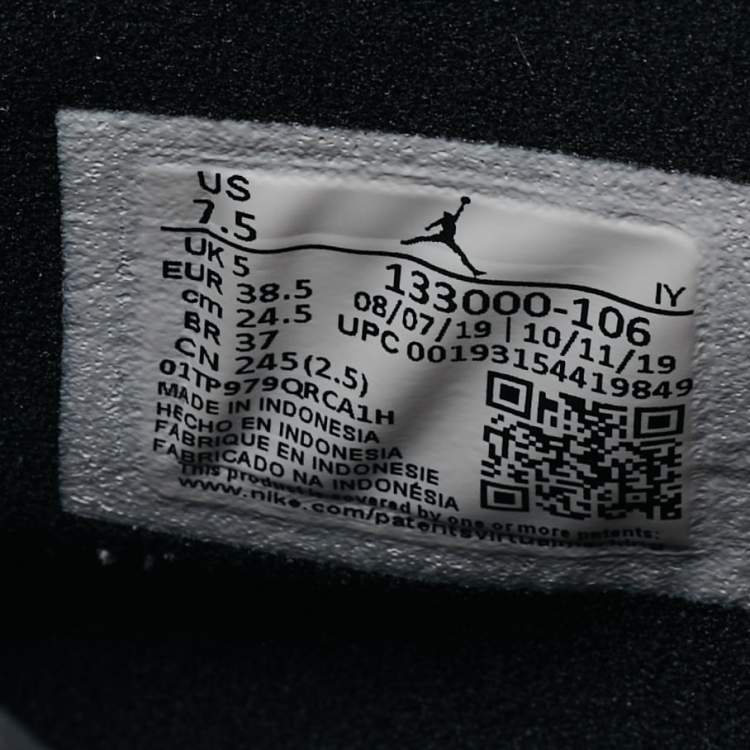 US
7.5
UK 5
EUR 38.5
cm 24.5
BR 37
CN 245(2.5)
IY
133000-106
08/07/19 | 10/11/19
UPC 00193154419849
01TP979QRCA1H
MADE IN INDONESIA
HECHO EN INDONESIA
FABRIQUE EN INDONESIE
FABRICADO NA INDONÉSIA
This product is covered by one or more patents:
www.nike.com/patents